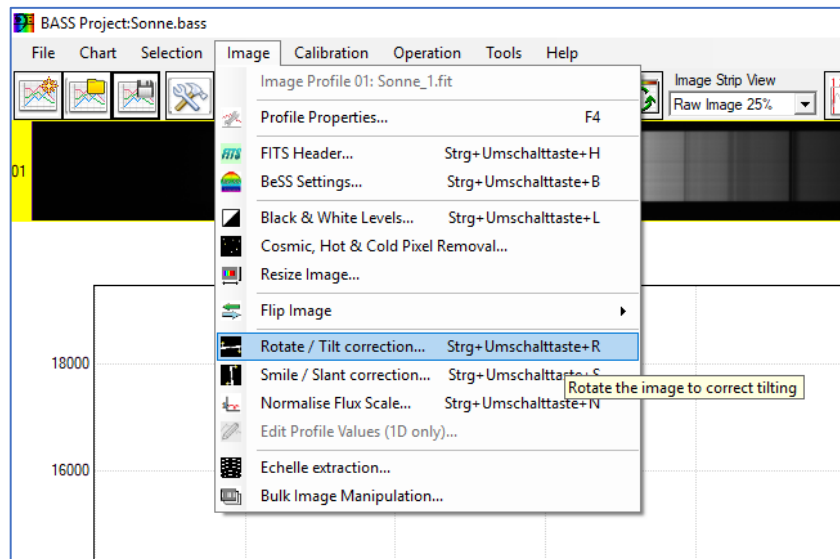 BASS Project:Sonne.bass
File Chart Selection Image Calibration Operation Tools Help
Image Profile 01: Sonne_1.fit
Image Strip View
Raw Image 25%
Profile Properties... F4
FITS FITS Header... Strg+Umschalttaste+H
01
BeSS Settings... Strg+Umschalttaste+B
Black & White Levels... Strg+Umschalttaste+L
Cosmic, Hot & Cold Pixel Removal...
Resize Image...
Flip Image
Rotate / Tilt correction... Strg+Umschalttaste+R
18000
Smile / Slant correction... Strg+Umschalttaste+S
Rotate the image to correct tilting
Normalise Flux Scale... Strg+Umschalttaste+N
Edit Profile Values (1D only)...
16000
Echelle extraction...
Bulk Image Manipulation...